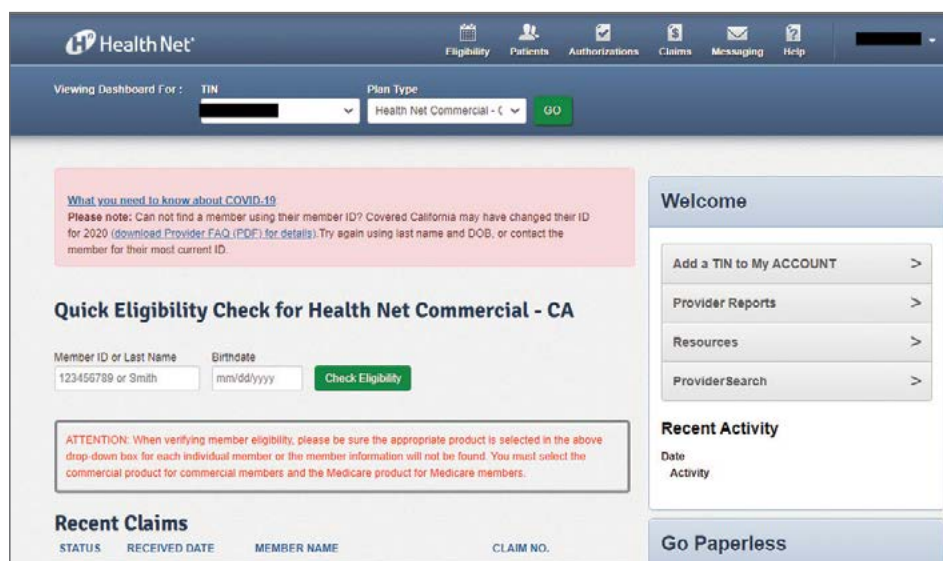 Health Net
Eligibility
Patients
Authorizations
Claims
Messaging
Help
Viewing Dashboard For :
TIN
Plan Type
Health Net Commercial - C
GO
What you need to know about COVID-19
Please note: Can not find a member using their member ID? Covered California may have changed their ID
for 2020 (download Provider FAQ (PDF) for details).Try again using last name and DOB, or contact the
member for their most current ID.
Quick Eligibility Check for Health Net Commercial - CA
Member ID or Last Name
Birthdate
123456789 or Smith
mm/dd/yyyy
Check Eligibility
ATTENTION: When verifying member eligibility, please be sure the appropriate product is selected in the above
drop-down box for each individual member or the member information will not be found. You must select the
commercial product for commercial members and the Medicare product for Medicare members.
Recent Claims
STATUS
RECEIVED DATE
MEMBER NAME
CLAIM NO.
Welcome
Add a TIN to My ACCOUNT >
Provider Reports >
Resources >
ProviderSearch >
Recent Activity
Date
Activity
Go Paperless